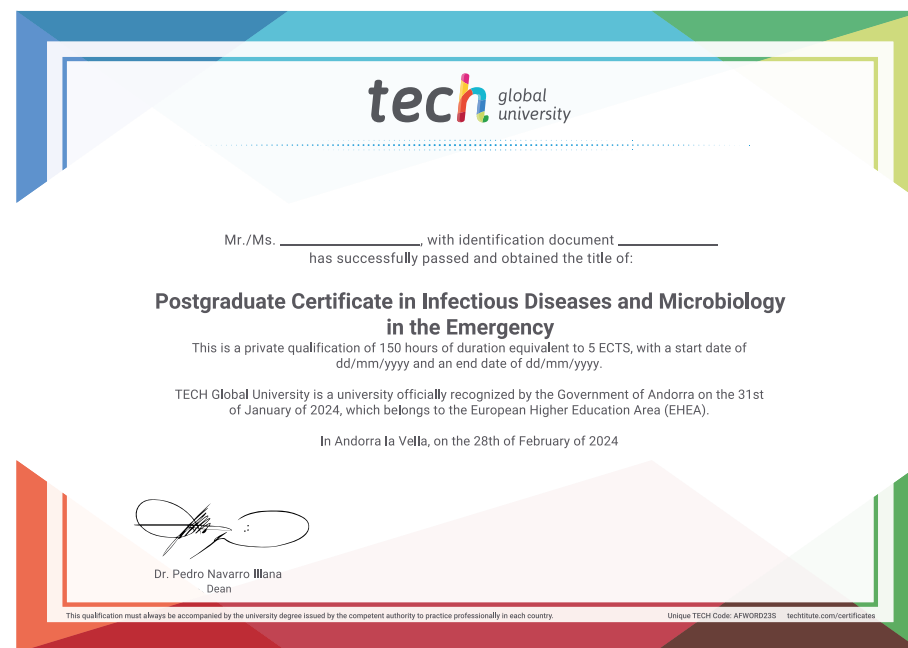 tech global university
Mr./Ms. ____________________, with identification document ______________
has successfully passed and obtained the title of:
Postgraduate Certificate in Infectious Diseases and Microbiology
in the Emergency
This is a private qualification of 150 hours of duration equivalent to 5 ECTS, with a start date of
dd/mm/yyyy and an end date of dd/mm/yyyy.
TECH Global University is a university officially recognized by the Government of Andorra on the 31st
of January of 2024, which belongs to the European Higher Education Area (EHEA).
In Andorra la Vella, on the 28th of February of 2024
Dr. Pedro Navarro Illana
Dean
This qualification must always be accompanied by the university degree issued by the competent authority to practice professionally in each country.
Unique TECH Code: AFWORD23S techtitute.com/certificates